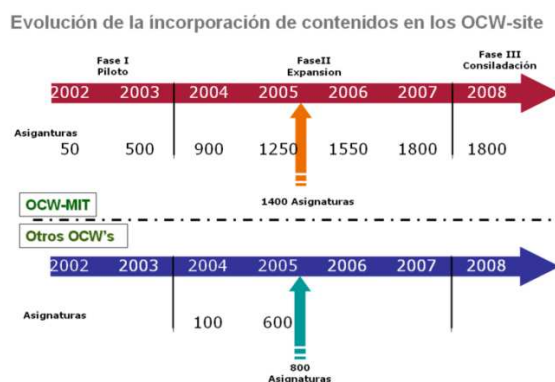 Evolución de la incorporación de contenidos en los OCW-site
Fase I
Piloto
FaseII
Expansion
Fase III
Consiladación
2002 2003 2004 2005 2006 2007 2008
Asiganturas
50 500 900 1250 1550 1800 1800
1400 Asignaturas
OCW-MIT
Otros OCW's
2002 2003 2004 2005 2006 2007 2008
Asignaturas
100 600
800
Asignaturas